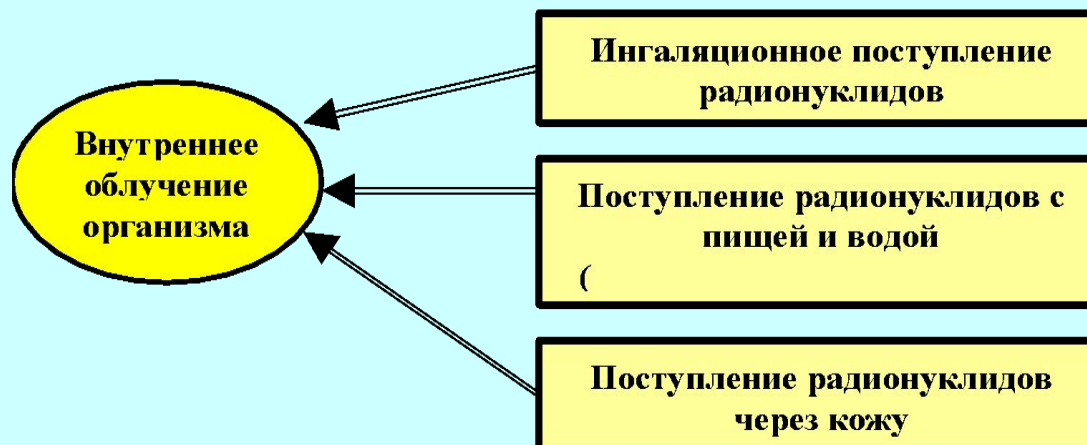 Внутреннее
облучение
организма
Ингаляционное поступление
радионуклидов
Поступление радионуклидов с
пищей и водой
(
Поступление радионуклидов
через кожу